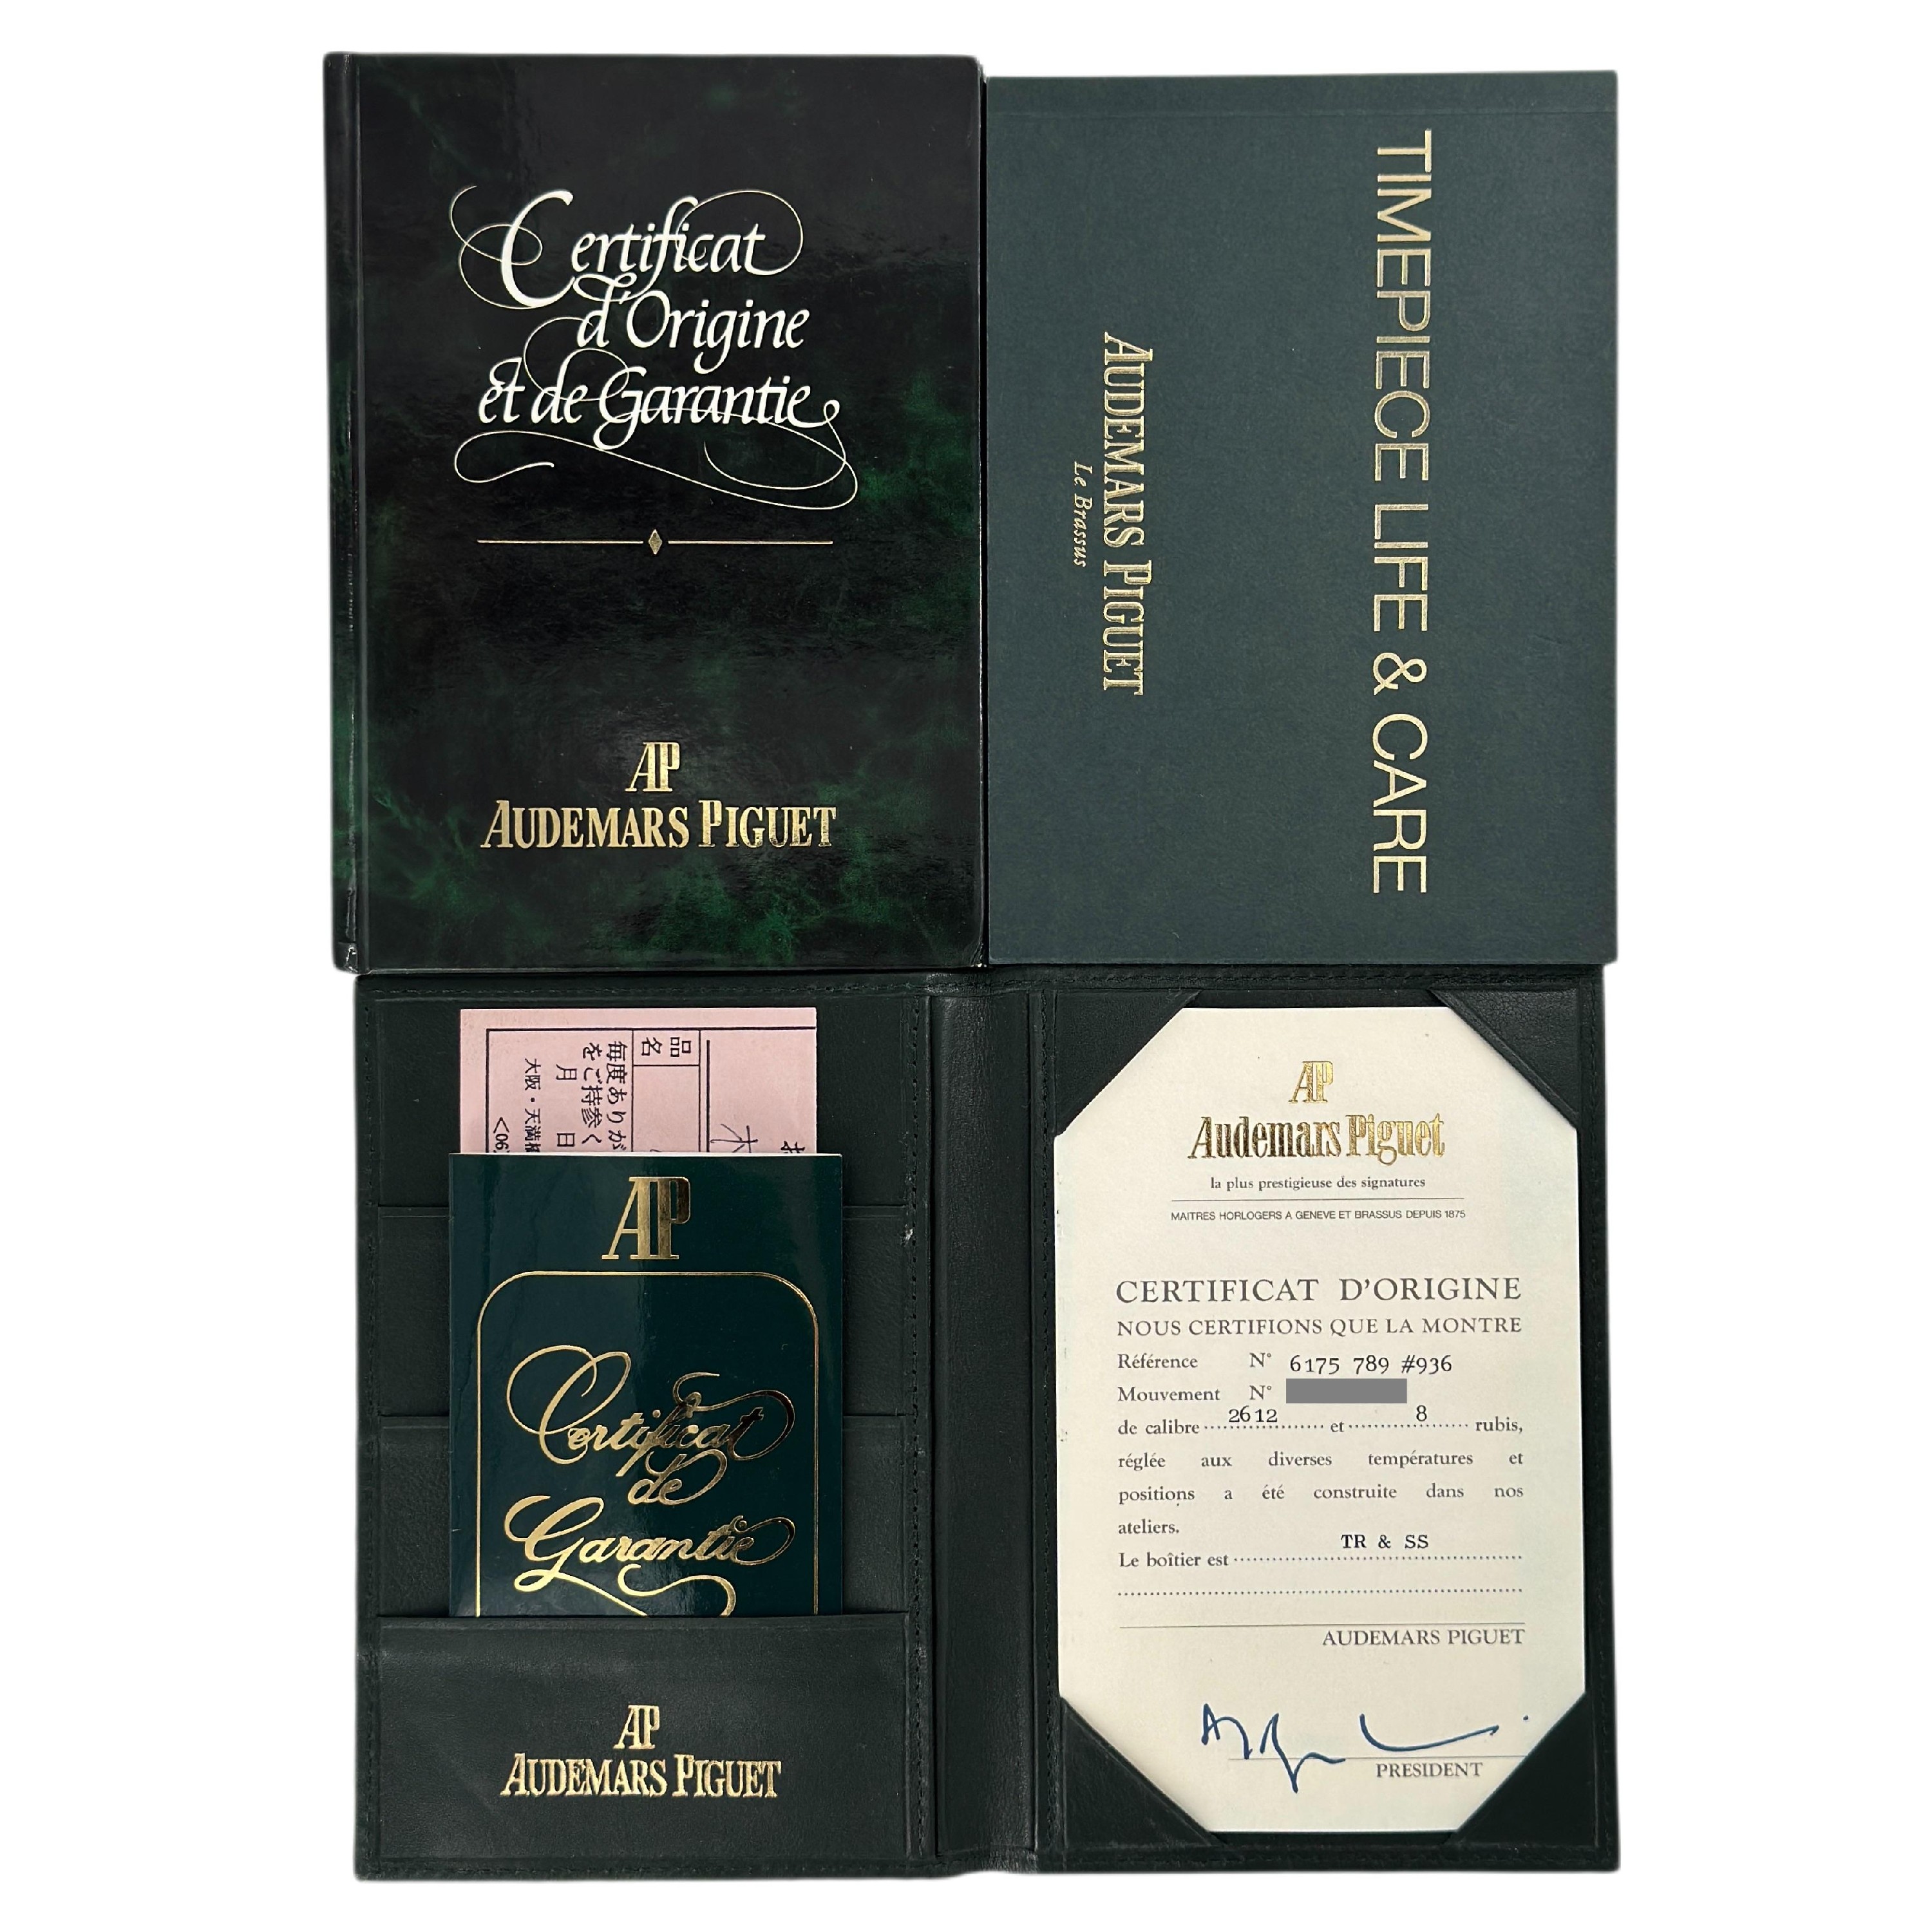 Certificat
d'Origine
et de Garantie
AP
AUDEMARS PIGUET
TIMEPIECE LIFE & CARE
AUDEMARS PIGUET
Le Brassus
品名
毎度ありが
をご持参く
月 日
大阪・天満橋
<06
AP
Certificat
de
Garantie
AP
AUDEMARS PIGUET
AP
Audemars Piguet
la plus prestigieuse des signatures
MAITRES HORLOGERS A GENEVE ET BRASSUS DEPUIS 1875
CERTIFICAT D'ORIGINE
NOUS CERTIFIONS QUE LA MONTRE
Référence N° 6175 789 #936
Mouvement N°
de calibre 2612 et 8 rubis,
réglée aux diverses températures et
positions a été construite dans nos
ateliers.
Le boîtier est TR & SS
AUDEMARS PIGUET
PRESIDENT